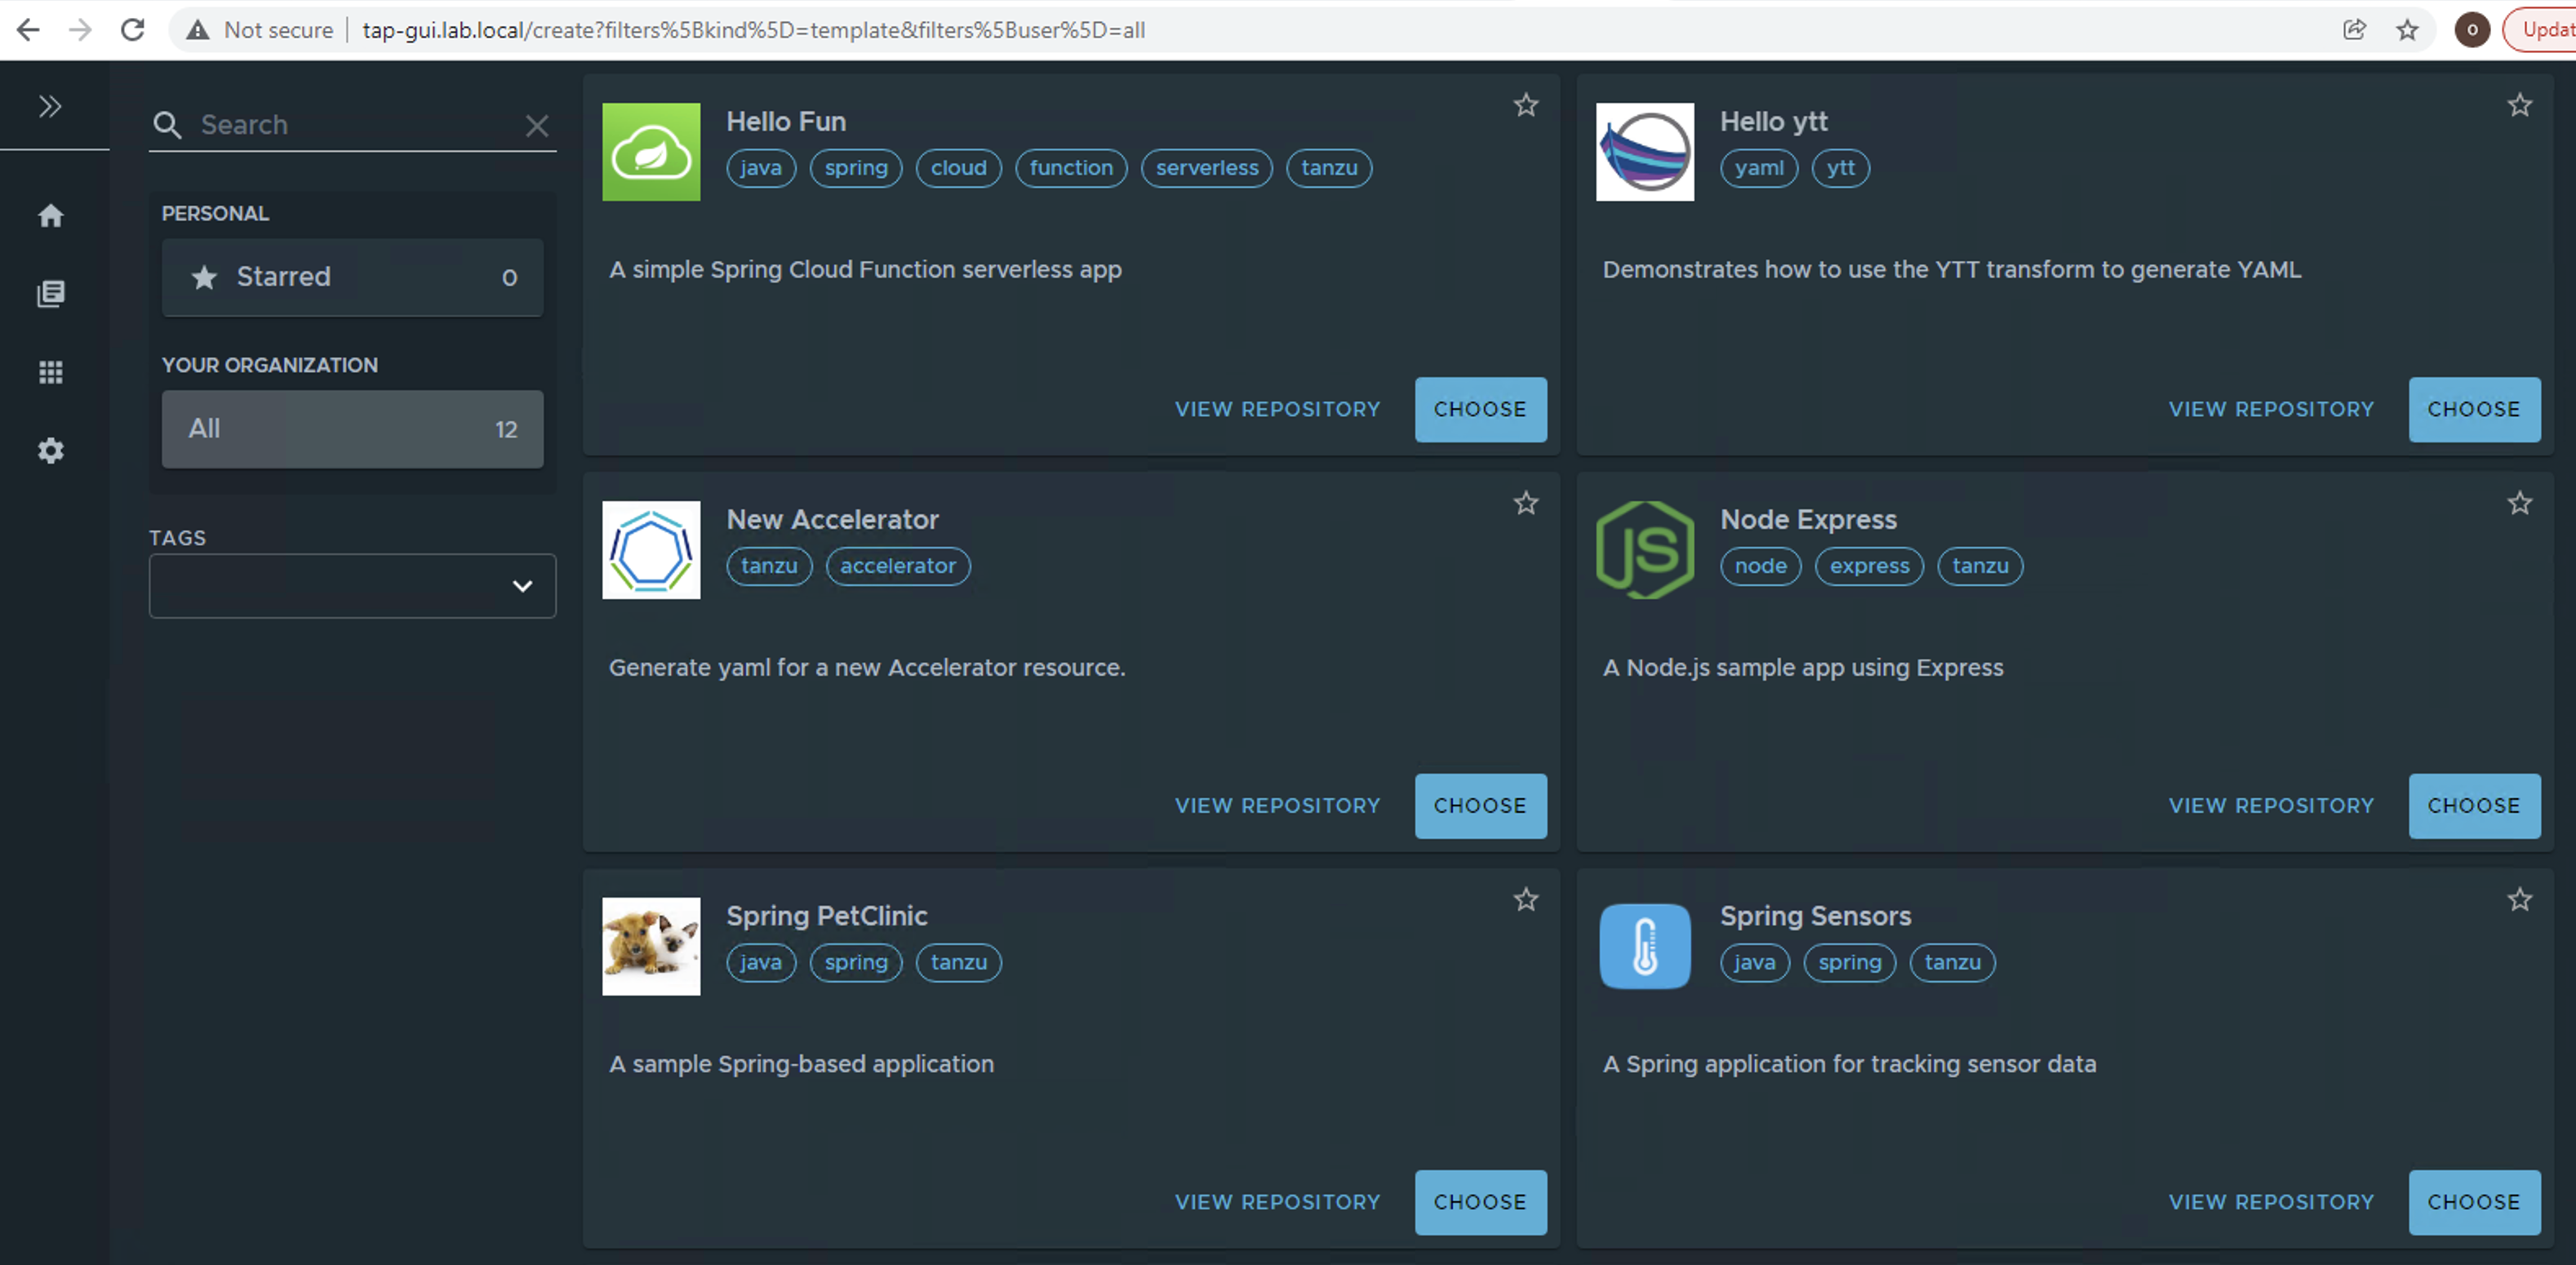 Not secure | tap-gui.lab.local/create?filters%5Bkind%5D=template&filters%5Buser%5D=all
o
Updat
Search
PERSONAL
Starred 0
YOUR ORGANIZATION
All 12
TAGS
Hello Fun
java spring cloud function serverless tanzu
A simple Spring Cloud Function serverless app
VIEW REPOSITORY CHOOSE
Hello ytt
yaml ytt
Demonstrates how to use the YTT transform to generate YAML
VIEW REPOSITORY CHOOSE
New Accelerator
tanzu accelerator
Generate yaml for a new Accelerator resource.
VIEW REPOSITORY CHOOSE
Node Express
JS
node express tanzu
A Node.js sample app using Express
VIEW REPOSITORY CHOOSE
Spring PetClinic
java spring tanzu
A sample Spring-based application
VIEW REPOSITORY CHOOSE
Spring Sensors
java spring tanzu
A Spring application for tracking sensor data
VIEW REPOSITORY CHOOSE